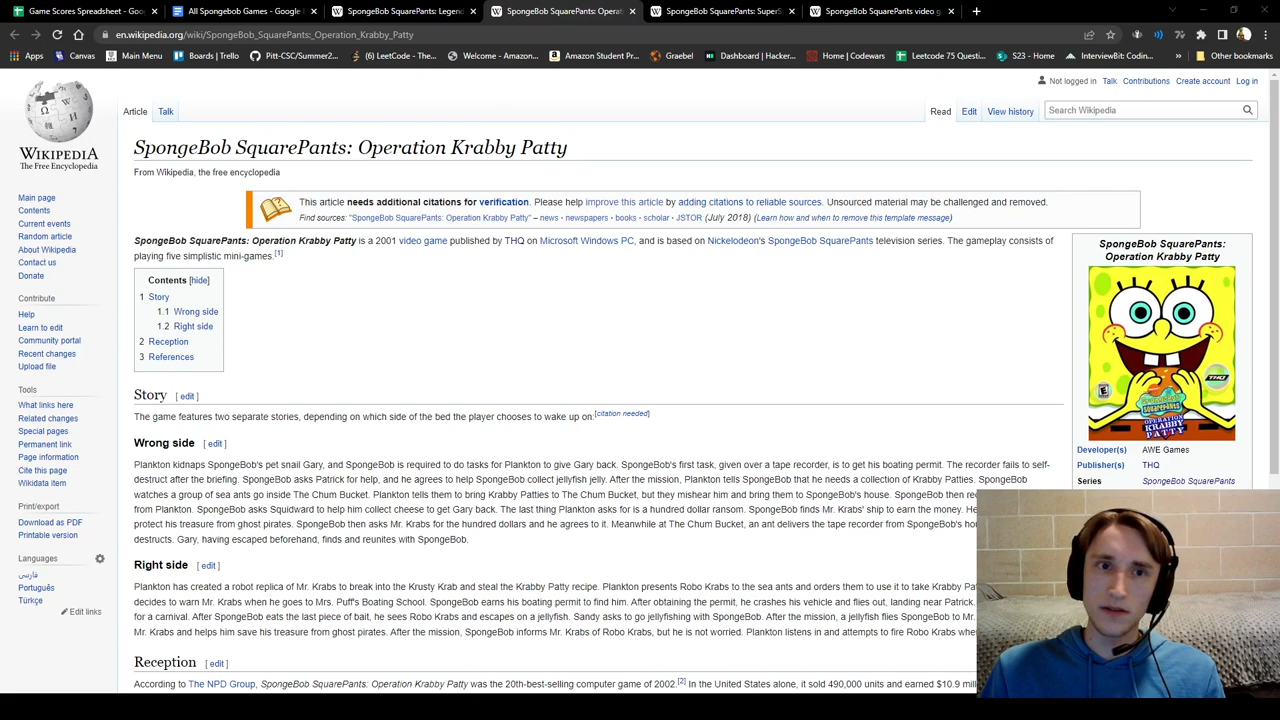 Game Scores Spreadsheet - Goo
All Spongebob Games - Google
SpongeBob SquarePants: Legend
SpongeBob SquarePants: Operat
SpongeBob SquarePants: SuperS
SpongeBob SquarePants video g
en.wikipedia.org/wiki/SpongeBob_SquarePants:_Operation_Krabby_Patty
Apps Canvas Main Menu Boards | Trello Pitt-CSC/Summer2... (6) LeetCode - The... Welcome - Amazon... Amazon Student Pr... Graebel Dashboard | Hacker... Home | Codewars Leetcode 75 Questi... S23 - Home InterviewBit: Codin... Other bookmarks
Not logged in Talk Contributions Create account Log in
Article Talk Read Edit View history Search Wikipedia
WIKIPEDIA
The Free Encyclopedia
Main page
Contents
Current events
Random article
About Wikipedia
Contact us
Donate
Contribute
Help
Learn to edit
Community portal
Recent changes
Upload file
Tools
What links here
Related changes
Special pages
Permanent link
Page information
Cite this page
Wikidata item
Print/export
Download as PDF
Printable version
Languages
فارسی
Português
Türkçe
Edit links
SpongeBob SquarePants: Operation Krabby Patty
From Wikipedia, the free encyclopedia
This article needs additional citations for verification. Please help improve this article by adding citations to reliable sources. Unsourced material may be challenged and removed.
Find sources: "SpongeBob SquarePants: Operation Krabby Patty" – news · newspapers · books · scholar · JSTOR (July 2018) (Learn how and when to remove this template message)
SpongeBob SquarePants: Operation Krabby Patty is a 2001 video game published by THQ on Microsoft Windows PC, and is based on Nickelodeon's SpongeBob SquarePants television series. The gameplay consists of
playing five simplistic mini-games.[1]
Contents [hide]
1 Story
1.1 Wrong side
1.2 Right side
2 Reception
3 References
Story [ edit ]
The game features two separate stories, depending on which side of the bed the player chooses to wake up on:[citation needed]
Wrong side [ edit ]
Plankton kidnaps SpongeBob's pet snail Gary, and SpongeBob is required to do tasks for Plankton to give Gary back. SpongeBob's first task, given over a tape recorder, is to get his boating permit. The recorder fails to self-
destruct after the briefing. SpongeBob asks Patrick for help, and he agrees to help SpongeBob collect jellyfish jelly. After the mission, Plankton tells SpongeBob that he needs a collection of Krabby Patties. SpongeBob
watches a group of sea ants go inside The Chum Bucket. Plankton tells them to bring Krabby Patties to The Chum Bucket, but they mishear him and bring them to SpongeBob's house. SpongeBob then re
from Plankton. SpongeBob asks Squidward to help him collect cheese to get Gary back. The last thing Plankton asks for is a hundred dollar ransom. SpongeBob finds Mr. Krabs' ship to earn the money. He
protect his treasure from ghost pirates. SpongeBob then asks Mr. Krabs for the hundred dollars and he agrees to it. Meanwhile at The Chum Bucket, an ant delivers the tape recorder from SpongeBob's hou
destructs. Gary, having escaped beforehand, finds and reunites with SpongeBob.
Right side [ edit ]
Plankton has created a robot replica of Mr. Krabs to break into the Krusty Krab and steal the Krabby Patty recipe. Plankton presents Robo Krabs to the sea ants and orders them to use it to take Krabby Pat
decides to warn Mr. Krabs when he goes to Mrs. Puff's Boating School. SpongeBob earns his boating permit to find him. After obtaining the permit, he crashes his vehicle and flies out, landing near Patrick.
for a carnival. After SpongeBob eats the last piece of bait, he sees Robo Krabs and escapes on a jellyfish. Sandy asks to go jellyfishing with SpongeBob. After the mission, a jellyfish flies SpongeBob to Mr.
Mr. Krabs and helps him save his treasure from ghost pirates. After the mission, SpongeBob informs Mr. Krabs of Robo Krabs, but he is not worried. Plankton listens in and attempts to fire Robo Krabs whe
Reception [ edit ]
According to The NPD Group, SpongeBob SquarePants: Operation Krabby Patty was the 20th-best-selling computer game of 2002.[2] In the United States alone, it sold 490,000 units and earned $10.9 mil
SpongeBob SquarePants:
Operation Krabby Patty
THQ
E
SPONGEBOB
SQUAREPANTS
OPERATION
KRABBY
PATTY
Developer(s) AWE Games
Publisher(s) THQ
Series SpongeBob SquarePants